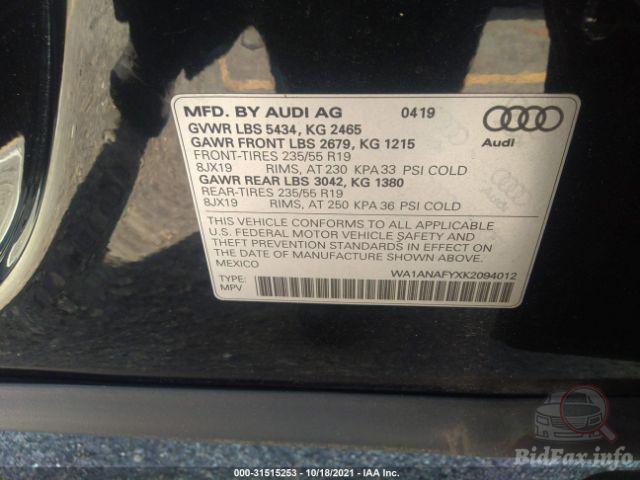 MFD. BY AUDI AG 0419
GVWR LBS 5434, KG 2465
GAWR FRONT LBS 2679, KG 1215
FRONT-TIRES 235/55 R19
8JX19 RIMS, AT 230 KPA 33 PSI COLD
GAWR REAR LBS 3042, KG 1380
REAR-TIRES 235/55 R19
8JX19 RIMS, AT 250 KPA 36 PSI COLD
Audi
Audi
THIS VEHICLE CONFORMS TO ALL APPLICABLE
U.S. FEDERAL MOTOR VEHICLE SAFETY AND
THEFT PREVENTION STANDARDS IN EFFECT ON
THE DATE OF MANUFACTURE SHOWN ABOVE.
MEXICO
WA1ANAFYXK2094012
TYPE:
MPV
BidFax.info
000-31515253 - 10/18/2021 - IAA Inc.